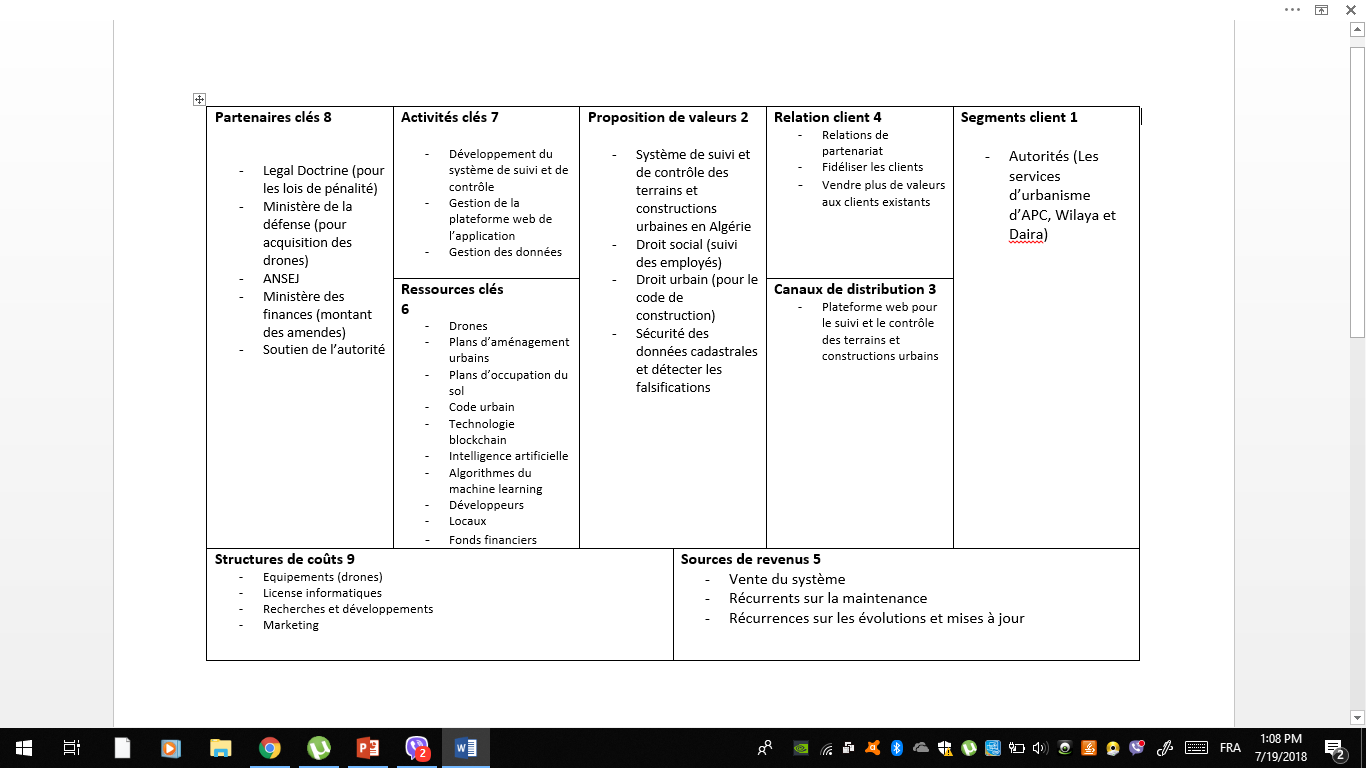 Partenaires clés 8
- Legal Doctrine (pour
les lois de pénalité)
- Ministère de la
défense (pour
acquisition des
drones)
- ANSEJ
- Ministère des
finances (montant
des amendes)
- Soutien de l’autorité
Activités clés 7
- Développement du
système de suivi et de
contrôle
- Gestion de la
plateforme web de
l’application
- Gestion des données
Ressources clés
6
- Drones
- Plans d’aménagement
urbains
- Plans d’occupation du
sol
- Code urbain
- Technologie
blockchain
- Intelligence artificielle
- Algorithmes du
machine learning
- Développeurs
- Locaux
- Fonds financiers
Proposition de valeurs 2
- Système de suivi et
de contrôle des
terrains et
constructions
urbaines en Algérie
- Droit social (suivi
des employés)
- Droit urbain (pour le
code de
construction)
- Sécurité des
données cadastrales
et détecter les
falsifications
Relation client 4
- Relations de
partenariat
- Fidéliser les clients
- Vendre plus de valeurs
aux clients existants
Canaux de distribution 3
- Plateforme web pour
le suivi et le contrôle
des terrains et
constructions urbains
Segments client 1
- Autorités (Les
services
d’urbanisme
d’APC, Wilaya et
Daira)
Structures de coûts 9
- Equipements (drones)
- License informatiques
- Recherches et développements
- Marketing
Sources de revenus 5
- Vente du système
- Récurrents sur la maintenance
- Récurrences sur les évolutions et mises à jour
2
FRA
1:08 PM
7/19/2018
2